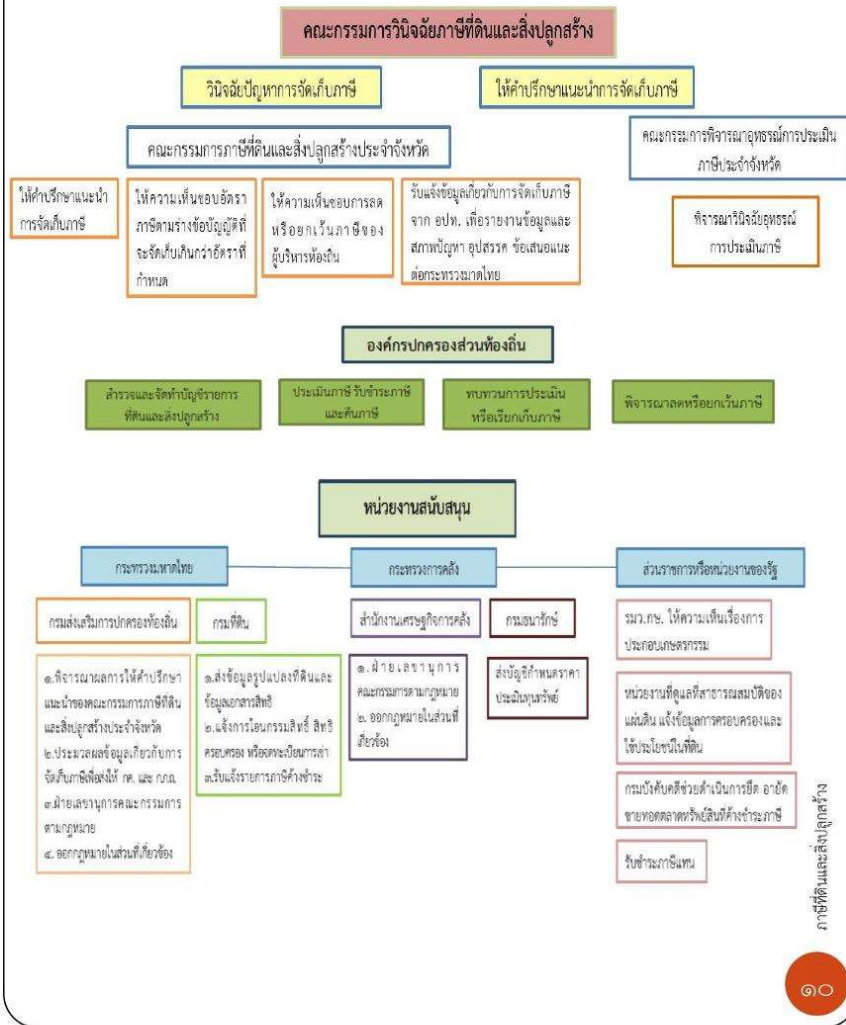 คณะกรรมการวินิจฉัยภาษีที่ดินและสิ่งปลูกสร้าง
วินิจฉัยปัญหาการจัดเก็บภาษี
ให้คำปรึกษาแนะนำการจัดเก็บภาษี
คณะกรรมการภาษีที่ดินและสิ่งปลูกสร้างประจำจังหวัด
คณะกรรมการพิจารณาอุทธรณ์การประเมิน
ภาษีประจำจังหวัด
ให้คำปรึกษาแนะนำ
การจัดเก็บภาษี
ให้ความเห็นชอบอัตรา
ภาษีตามร่างข้อบัญญัติที่
จะจัดเก็บเกินกว่าอัตราที่
กำหนด
ให้ความเห็นชอบการลด
หรือยกเว้นภาษีของ
ผู้บริหารท้องถิ่น
รับแจ้งข้อมูลเกี่ยวกับการจัดเก็บภาษี
จาก อปท. เพื่อรายงานข้อมูลและ
สภาพปัญหา อุปสรรค ข้อเสนอแนะ
ต่อกระทรวงมาดไทย
พิจารณาวินิจฉัยอุทธรณ์
การประเมินภาษี
องค์กรปกครองส่วนท้องถิ่น
สำรวจและจัดทำบัญชีรายการ
ที่ดินและสิ่งปลูกสร้าง
ประเมินภาษี รับชำระภาษี
และคืนภาษี
ทบทวนการประเมิน
หรือเรียกเก็บภาษี
พิจารณาลดหรือยกเว้นภาษี
หน่วยงานสนับสนุน
กระทรวงมหาดไทย
กระทรวงการคลัง
ส่วนราชการหรือหน่วยงานของรัฐ
กรมส่งเสริมการปกครองท้องถิ่น
กรมที่ดิน
สำนักงานเศรษฐกิจการคลัง
กรมธนารักษ์
รมว.กษ. ให้ความเห็นเรื่องการ
ประกอบเกษตรกรรม
๑.พิจารณาผลการให้คำปรึกษา
แนะนำของคณะกรรมการภาษีที่ดิน
และสิ่งปลูกสร้างประจำจังหวัด
๒.ประมวลผลข้อมูลเกี่ยวกับการ
จัดเก็บภาษีเพื่อส่งให้ กค. และ กกถ.
๓.ฝ่ายเลขานุการคณะกรรมการ
ตามกฎหมาย
๔. ออกกฎหมายในส่วนที่เกี่ยวข้อง
๑.ส่งข้อมูลรูปแปลงที่ดินและ
ข้อมูลเอกสารสิทธิ
๒.แจ้งการโอนกรรมสิทธิ์ สิทธิ
ครอบครอง หรือจดทะเบียนการเช่า
๓.รับแจ้งรายการภาษีค้างชำระ
๑.ฝ่ายเลขานุการ
คณะกรรมการตามกฎหมาย
๒. ออกกฎหมายในส่วนที่
เกี่ยวข้อง
ส่งบัญชีกำหนดราคา
ประเมินทุนทรัพย์
หน่วยงานที่ดูแลที่สาธารณสมบัติของ
แผ่นดิน แจ้งข้อมูลการครอบครองและ
ใช้ประโยชน์ในที่ดิน
กรมบังคับคดีช่วยดำเนินการยึด อายัด
ขายทอดตลาดทรัพย์สินที่ค้างชำระภาษี
รับชำระภาษีแทน
ภาษีที่ดินและสิ่งปลูกสร้าง
๑๐